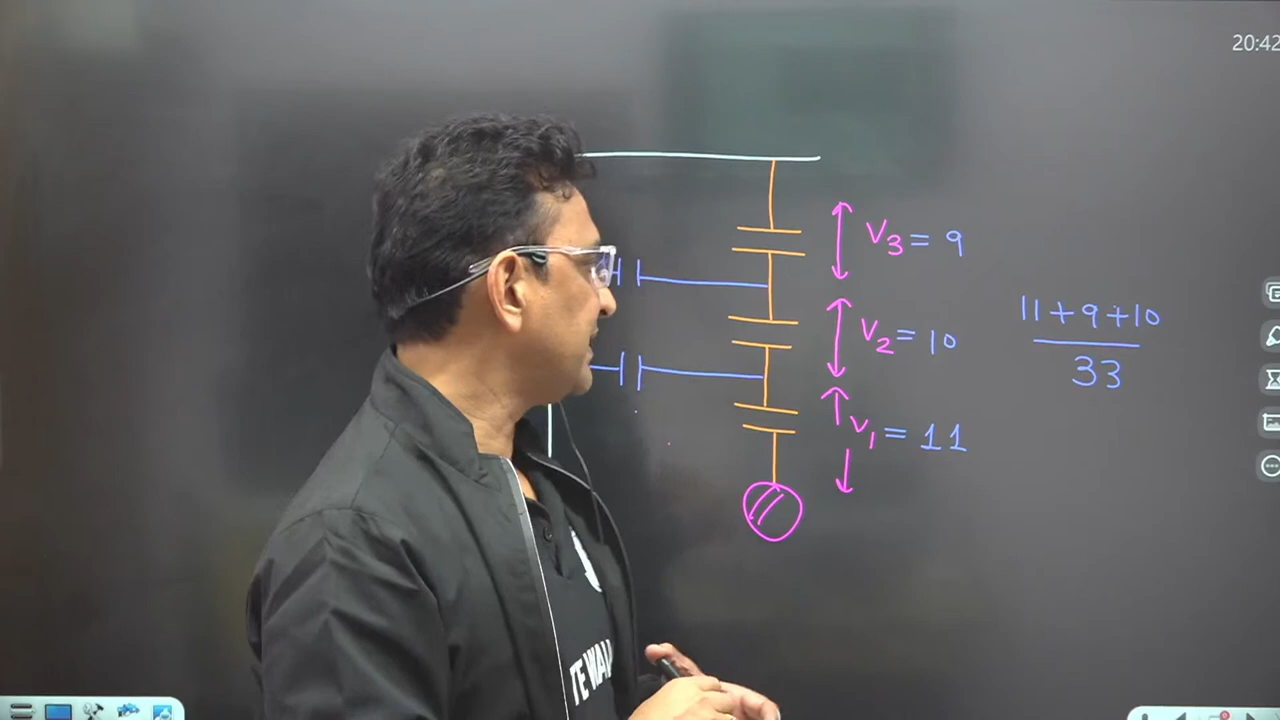 20:42
V3 = 9
11 + 9 + 10
33
V2 = 10
V1 = 11